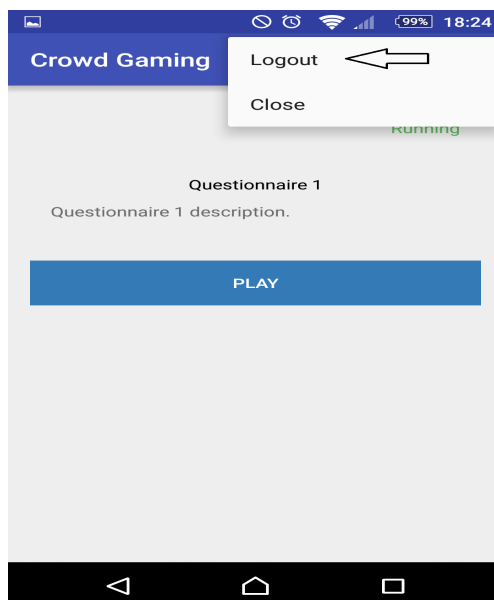 99% 18:24
Crowd Gaming
Logout
Close
Running
Questionnaire 1
Questionnaire 1 description.
PLAY